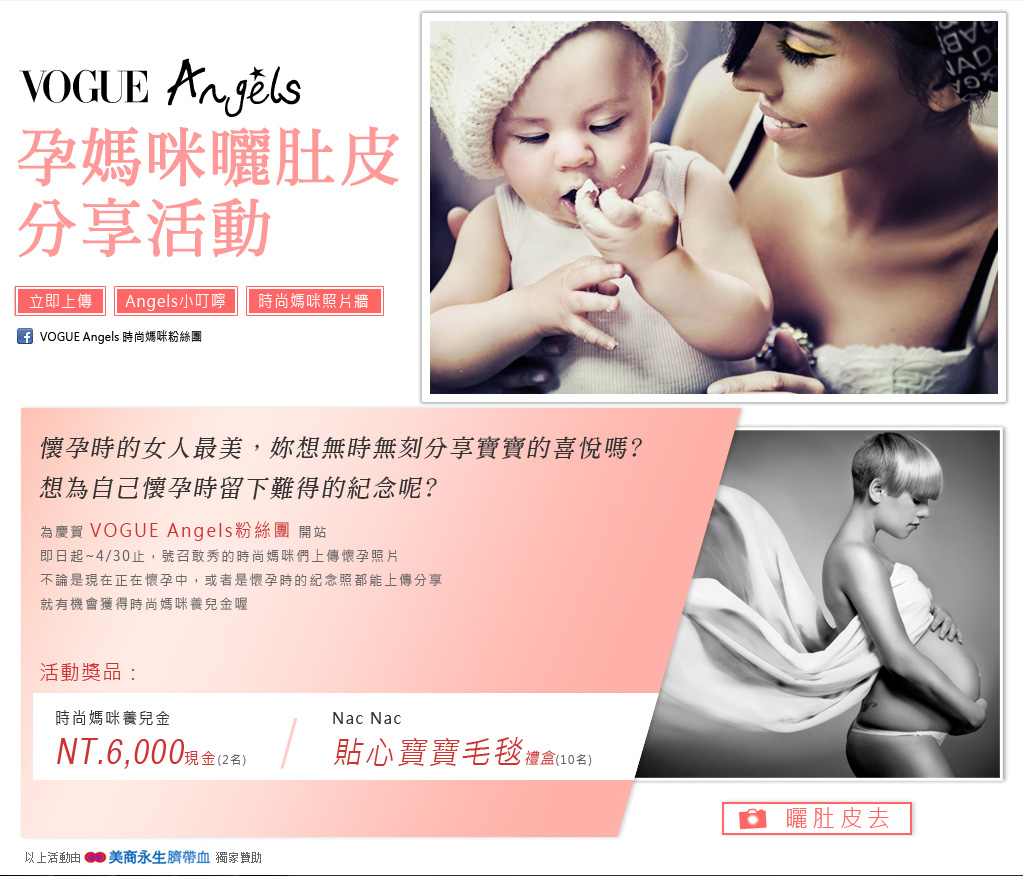 VOGUE Angels
孕媽咪曬肚皮
分享活動
立即上傳 Angels小叮嚀 時尚媽咪照片牆
VOGUE Angels 時尚媽咪粉絲團
懷孕時的女人最美，妳想無時無刻分享寶寶的喜悅嗎?
想為自己懷孕時留下難得的紀念呢?
為慶賀 VOGUE Angels粉絲團 開站
即日起~4/30止，號召敢秀的時尚媽咪們上傳懷孕照片
不論是現在正在懷孕中，或者是懷孕時的紀念照都能上傳分享
就有機會獲得時尚媽咪養兒金喔
活動獎品：
時尚媽咪養兒金
NT.6,000現金(2名)
Nac Nac
貼心寶寶毛毯禮盒(10名)
曬肚皮去
以上活動由 美商永生臍帶血 獨家贊助